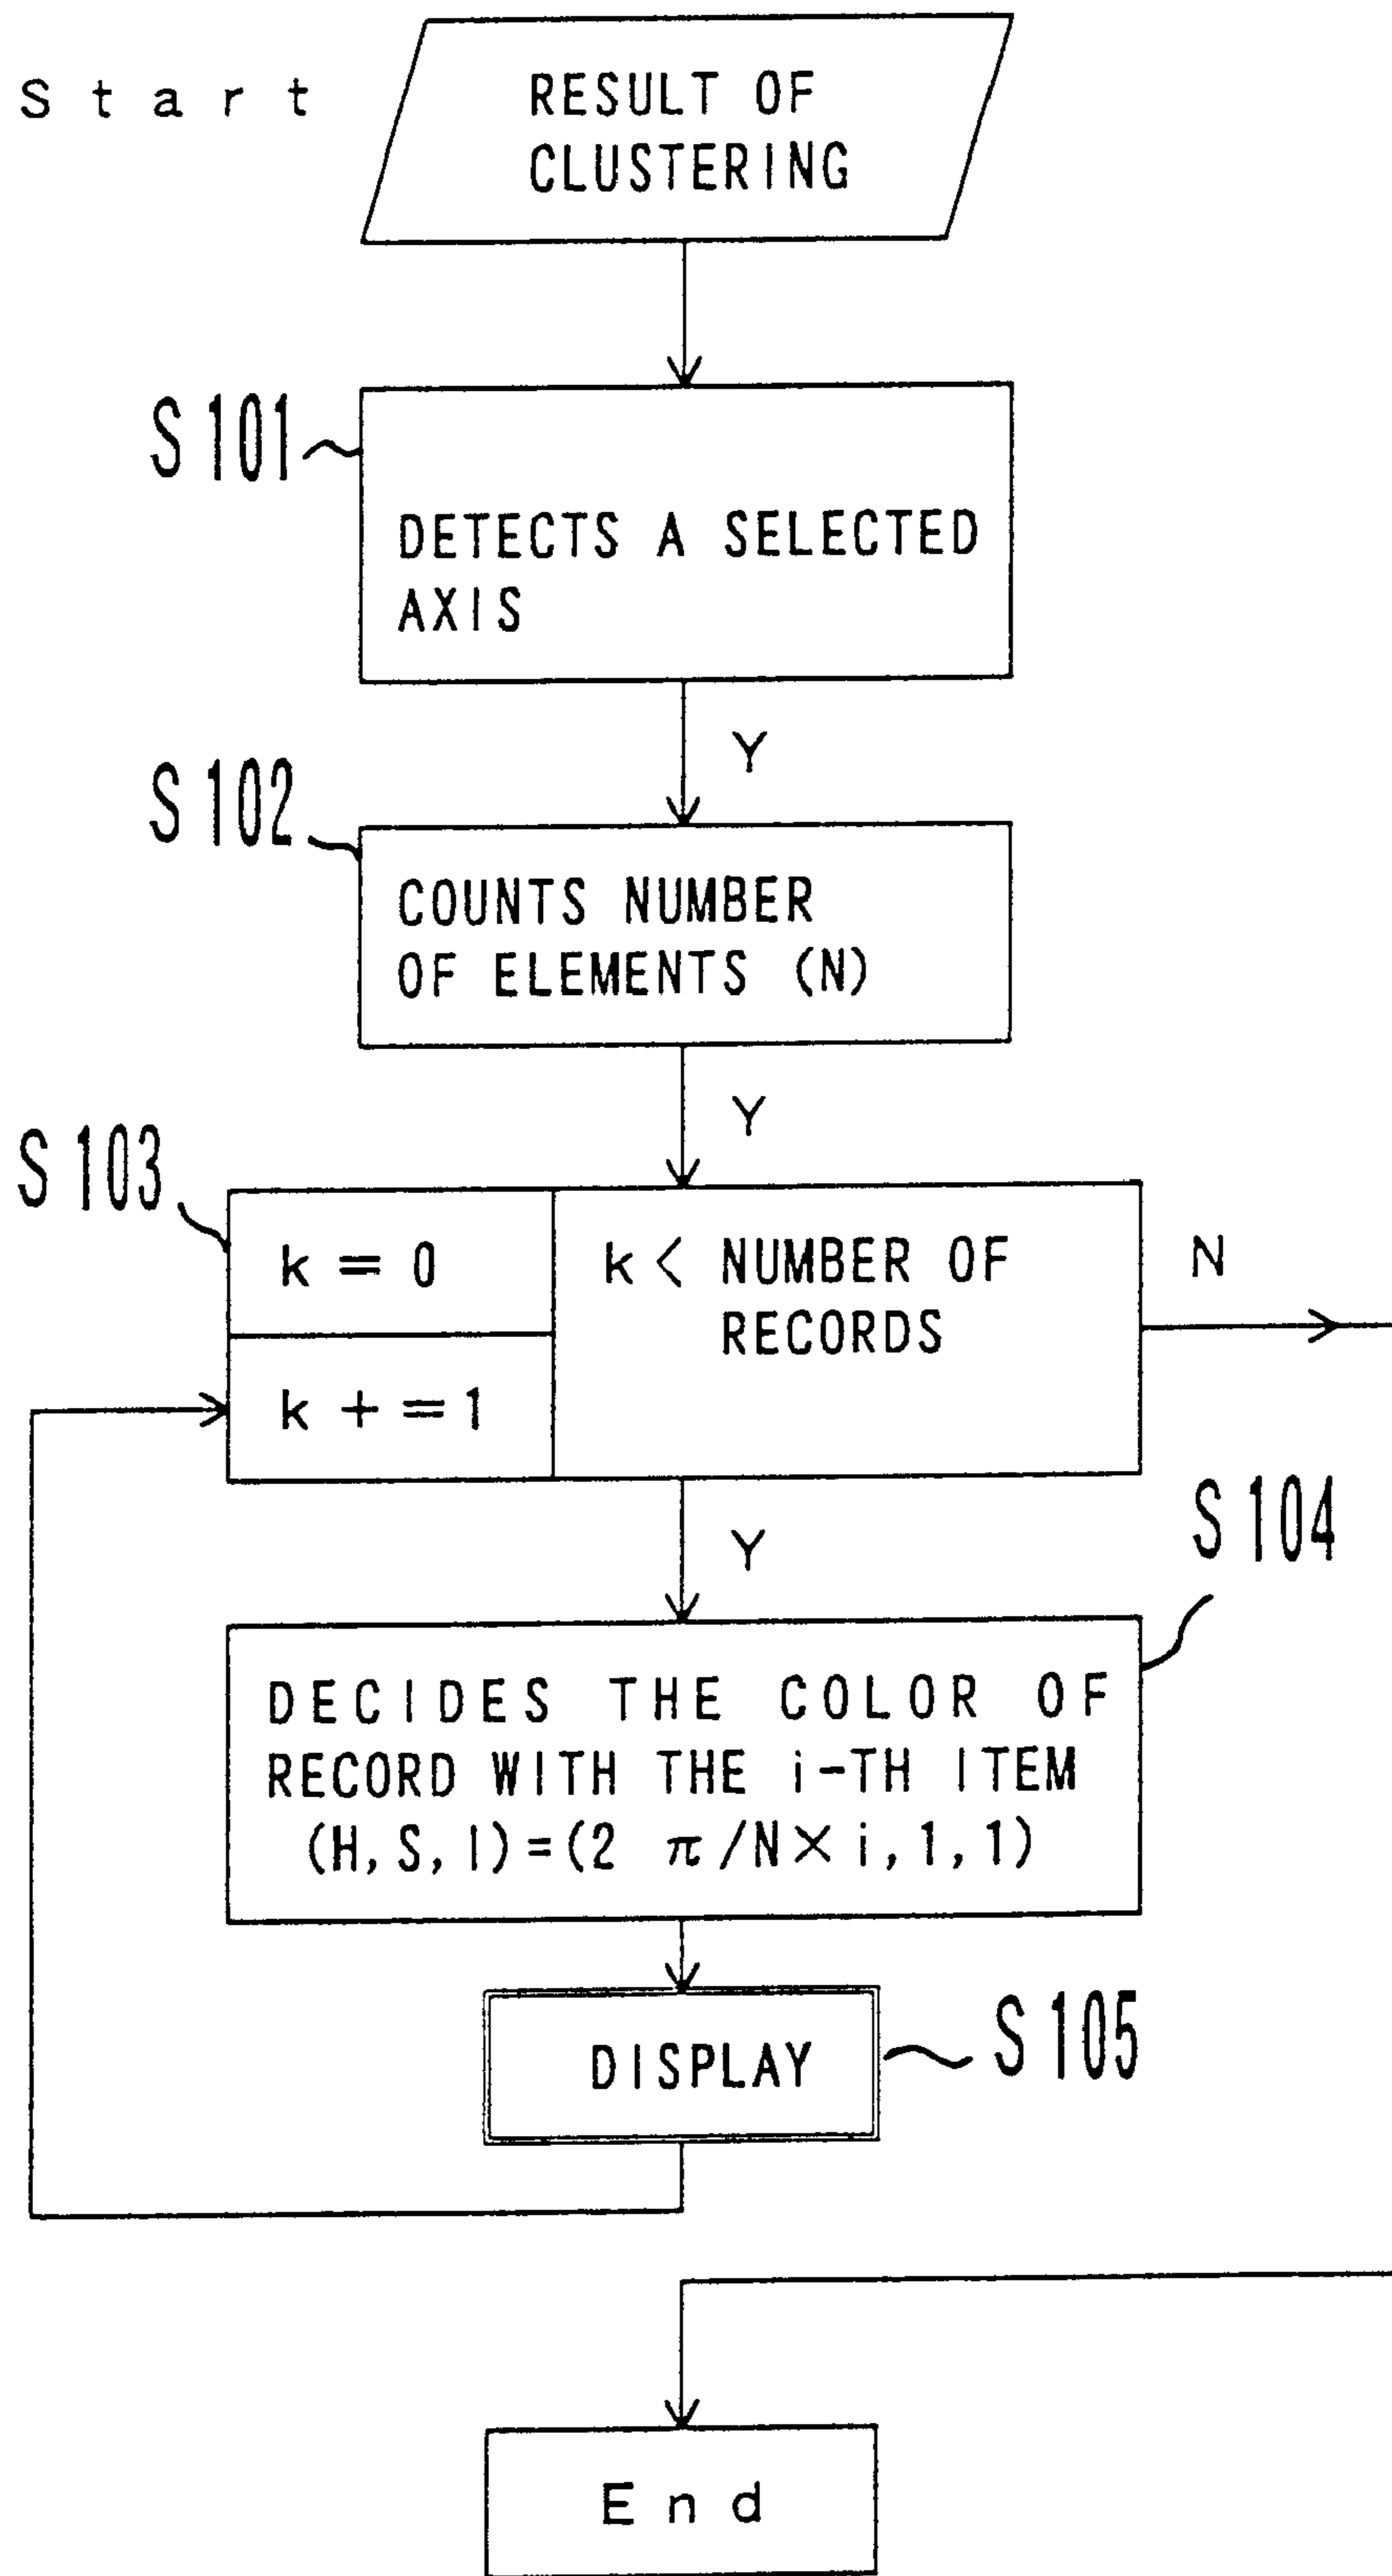 Start
RESULT OF
CLUSTERING
S101
DETECTS A SELECTED
AXIS
Y
S102
COUNTS NUMBER
OF ELEMENTS (N)
Y
S103
k = 0
k < NUMBER OF
RECORDS
N
k + = 1
Y
S104
DECIDES THE COLOR OF
RECORD WITH THE i-TH ITEM
(H, S, I) = (2 π/N × i, 1, 1)
DISPLAY
S105
End